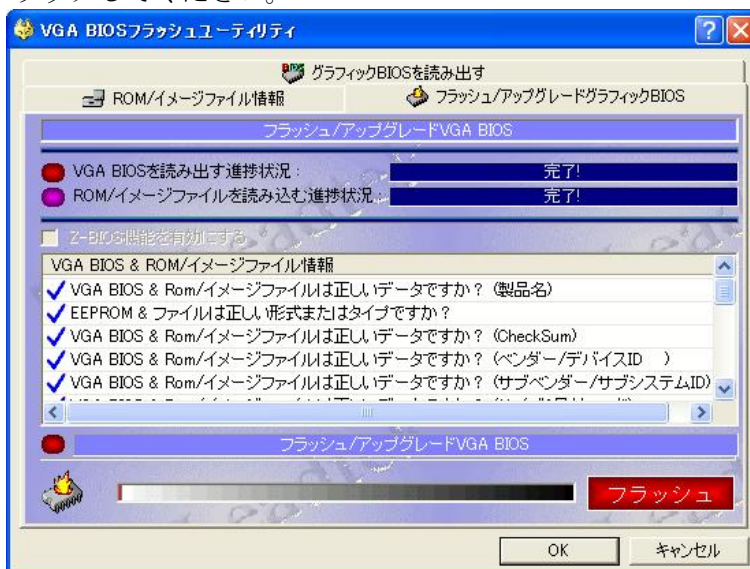 クリックしてください。
VGA BIOSフラッシュユーティリティ
グラフィックBIOSを読み出す
ROM/イメージファイル情報
フラッシュ/アップグレードグラフィックBIOS
フラッシュ/アップグレードVGA BIOS
VGA BIOSを読み出す進捗状況 :
完了!
ROM/イメージファイルを読み込む進捗状況 :
完了!
Z-BIOS機能を有効にする
VGA BIOS & ROM/イメージファイル情報
VGA BIOS & Rom/イメージファイルは正しいデータですか? (製品名)
EEPROM & ファイルは正しい形式またはタイプですか?
VGA BIOS & Rom/イメージファイルは正しいデータですか? (CheckSum)
VGA BIOS & Rom/イメージファイルは正しいデータですか? (ベンダー/デバイスID )
VGA BIOS & Rom/イメージファイルは正しいデータですか? (サブベンダー/サブシステムID)
フラッシュ/アップグレードVGA BIOS
フラッシュ
OK
キャンセル